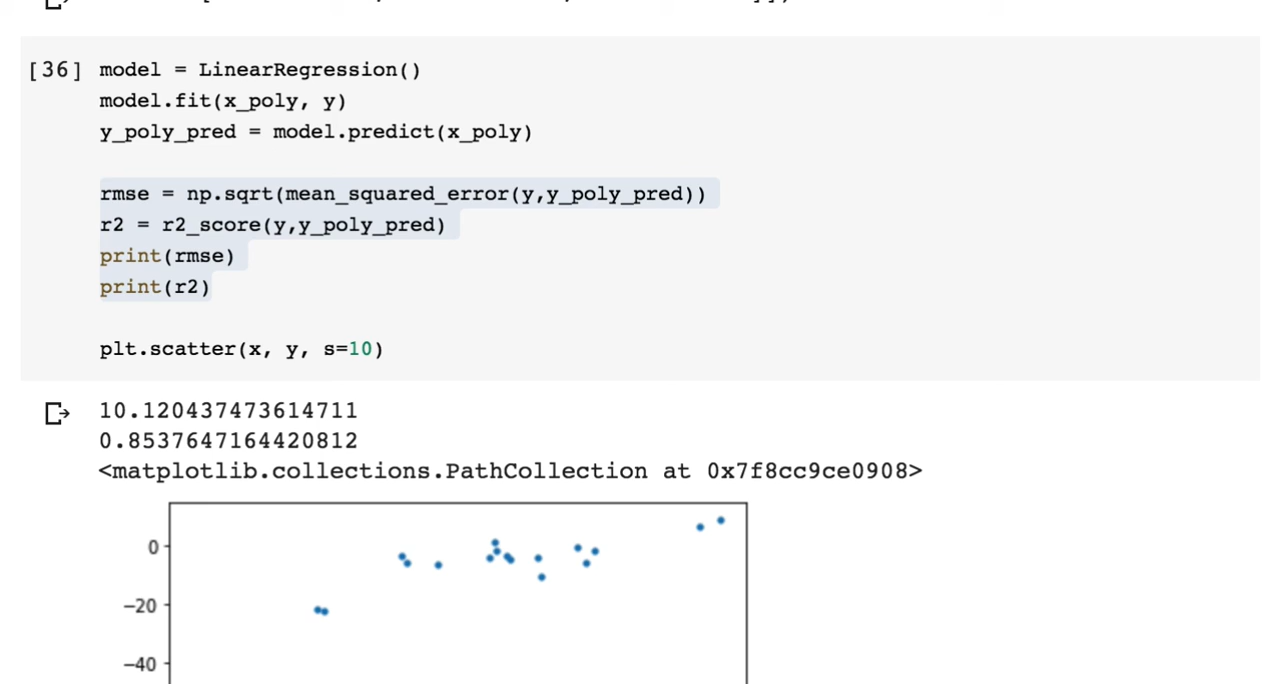 [36] model = LinearRegression()
model.fit(x_poly, y)
y_poly_pred = model.predict(x_poly)
rmse = np.sqrt(mean_squared_error(y,y_poly_pred))
r2 = r2_score(y,y_poly_pred)
print(rmse)
print(r2)
plt.scatter(x, y, s=10)
10.120437473614711
0.8537647164420812
<matplotlib.collections.PathCollection at 0x7f8cc9ce0908>
0
−20
−40